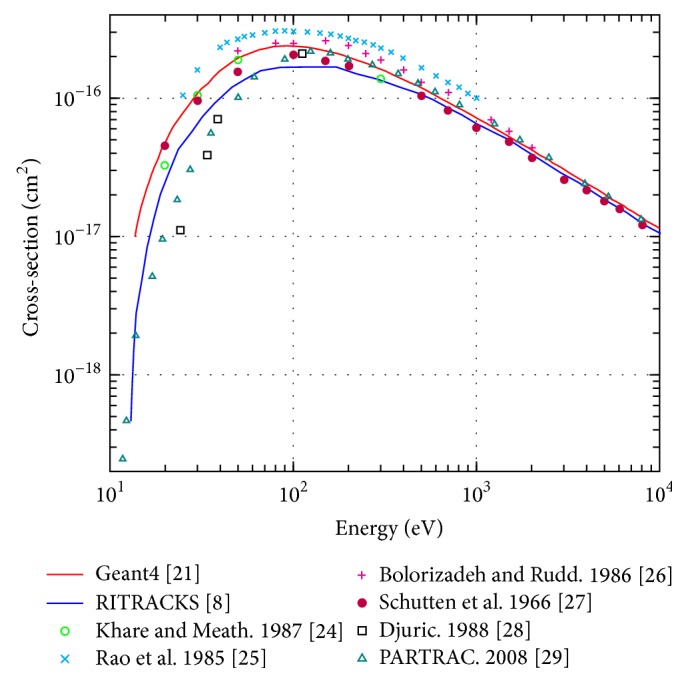 10⁻¹⁶
10⁻¹⁷
10⁻¹⁸
Cross-section (cm²)
10¹ 10² 10³ 10⁴
Energy (eV)
Geant4 [21]
RITRACKS [8]
Khare and Meath. 1987 [24]
Rao et al. 1985 [25]
Bolorizadeh and Rudd. 1986 [26]
Schutten et al. 1966 [27]
Djuric. 1988 [28]
PARTRAC. 2008 [29]